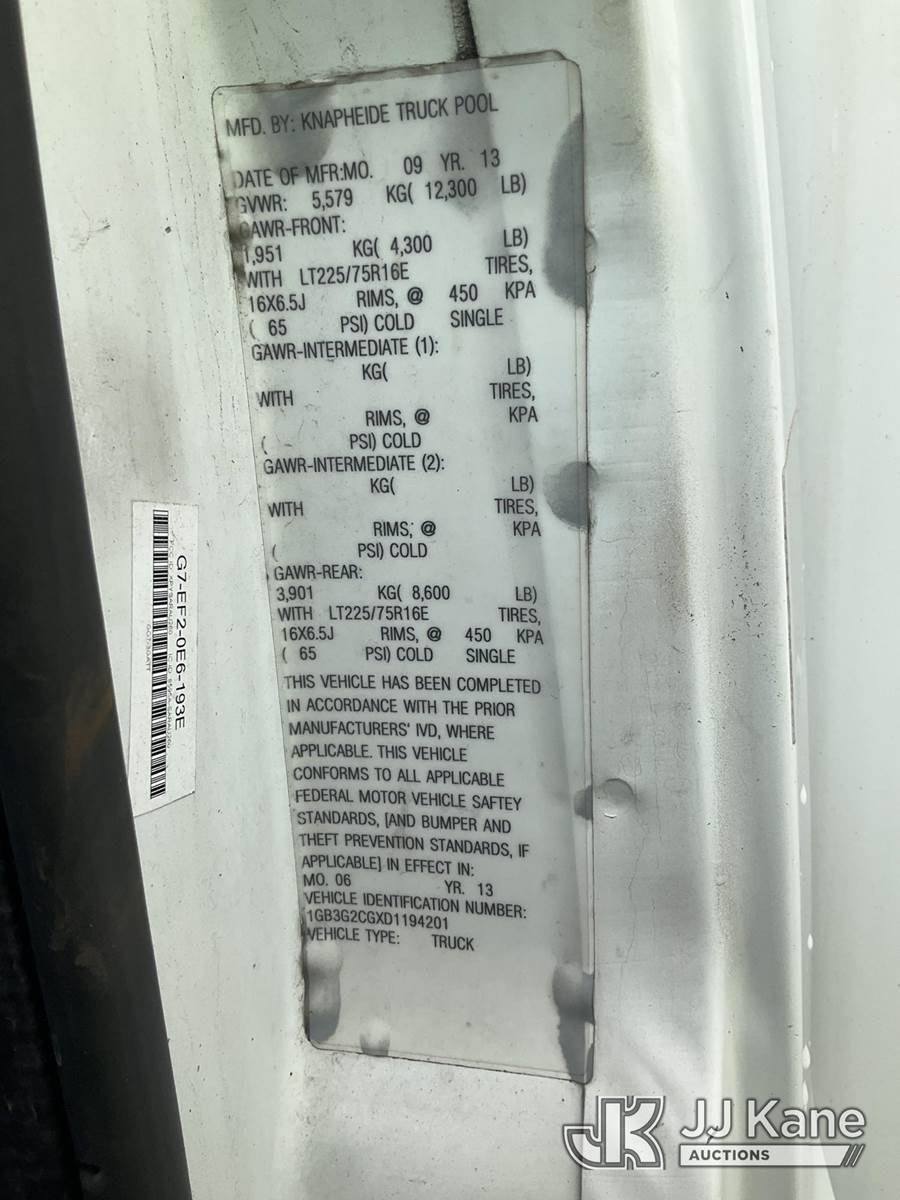 MFD. BY: KNAPHEIDE TRUCK POOL
DATE OF MFR:MO. 09 YR. 13
GVWR: 5,579 KG( 12,300 LB)
GAWR-FRONT:
1,951 KG( 4,300 LB)
WITH LT225/75R16E TIRES,
16X6.5J RIMS, @ 450 KPA
( 65 PSI) COLD SINGLE
GAWR-INTERMEDIATE (1):
KG( LB)
WITH TIRES,
RIMS, @ KPA
( PSI) COLD
GAWR-INTERMEDIATE (2):
KG( LB)
WITH TIRES,
RIMS, @ KPA
( PSI) COLD
GAWR-REAR:
3,901 KG( 8,600 LB)
WITH LT225/75R16E TIRES,
16X6.5J RIMS, @ 450 KPA
( 65 PSI) COLD SINGLE
THIS VEHICLE HAS BEEN COMPLETED
IN ACCORDANCE WITH THE PRIOR
MANUFACTURERS' IVD, WHERE
APPLICABLE. THIS VEHICLE
CONFORMS TO ALL APPLICABLE
FEDERAL MOTOR VEHICLE SAFTEY
STANDARDS, [AND BUMPER AND
THEFT PREVENTION STANDARDS, IF
APPLICABLE] IN EFFECT IN:
MO. 06 YR. 13
VEHICLE IDENTIFICATION NUMBER:
1GB3G2CGXD1194201
VEHICLE TYPE: TRUCK
G7-EF2-0E6-193E
JK JJ Kane
AUCTIONS